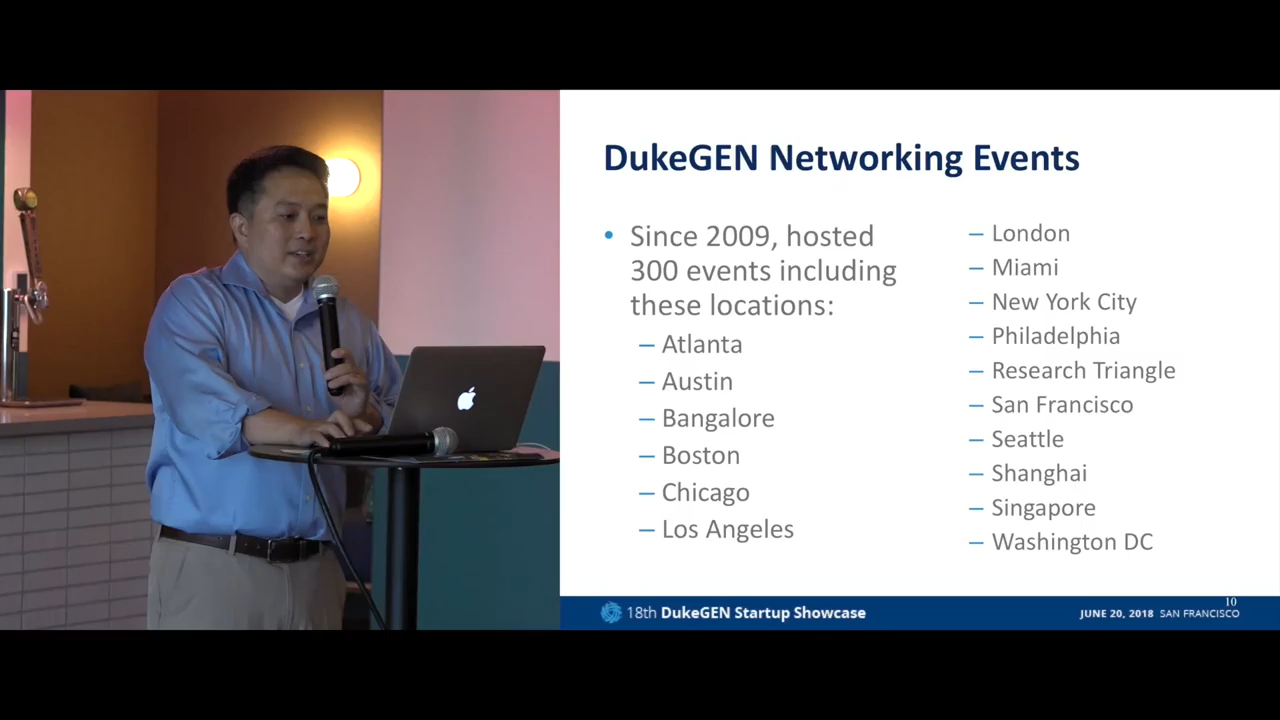 DukeGEN Networking Events
• Since 2009, hosted
300 events including
these locations:
– Atlanta
– Austin
– Bangalore
– Boston
– Chicago
– Los Angeles
– London
– Miami
– New York City
– Philadelphia
– Research Triangle
– San Francisco
– Seattle
– Shanghai
– Singapore
– Washington DC
18th DukeGEN Startup Showcase
10
JUNE 20, 2018 SAN FRANCISCO